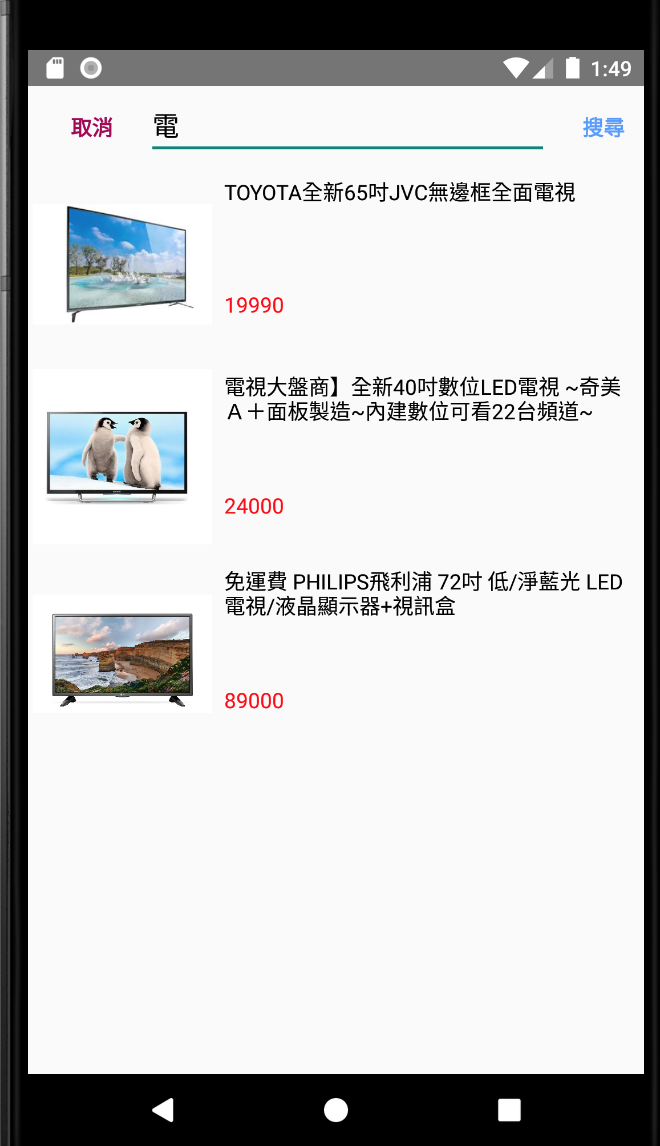 1:49
取消
電
搜尋
TOYOTA全新65吋JVC無邊框全面電視
19990
電視大盤商】全新40吋數位LED電視 ~奇美
Ａ＋面板製造~內建數位可看22台頻道~
24000
免運費 PHILIPS飛利浦 72吋 低/淨藍光 LED
電視/液晶顯示器+視訊盒
89000